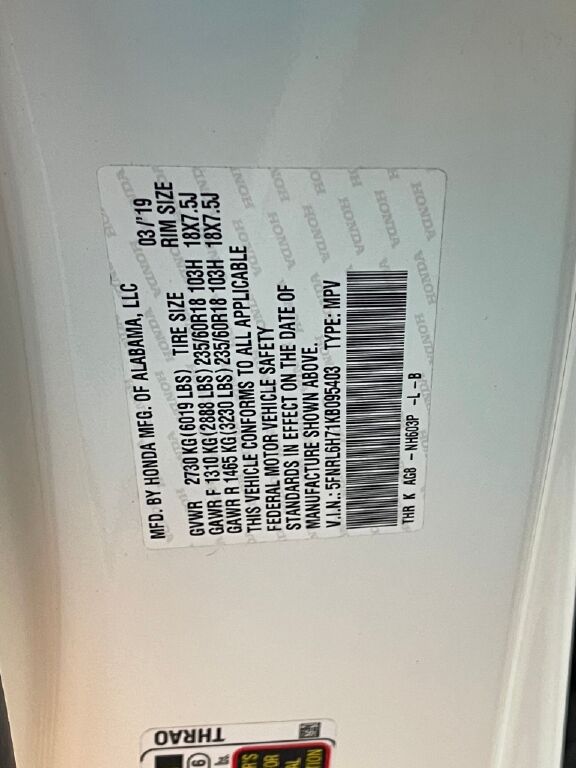 MFD. BY HONDA MFG. OF ALABAMA, LLC 03/'19
GVWR 2730 KG (6019 LBS) TIRE SIZE RIM SIZE
GAWR F 1310 KG (2888 LBS) 235/60R18 103H 18X7.5J
GAWR R 1465 KG (3230 LBS) 235/60R18 103H 18X7.5J
THIS VEHICLE CONFORMS TO ALL APPLICABLE
FEDERAL MOTOR VEHICLE SAFETY
STANDARDS IN EFFECT ON THE DATE OF
MANUFACTURE SHOWN ABOVE.
V.I.N.: 5FNRL6H71KB095403 TYPE: MPV
THR K AG8 - NH603P - L - B
THRAO